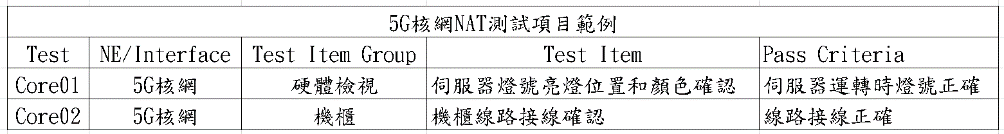 5G核網NAT測試項目範例
Test NE/Interface Test Item Group Test Item Pass Criteria
Core01 5G核網 硬體檢視 伺服器燈號亮燈位置和顏色確認 伺服器運轉時燈號正確
Core02 5G核網 機櫃 機櫃線路接線確認 線路接線正確